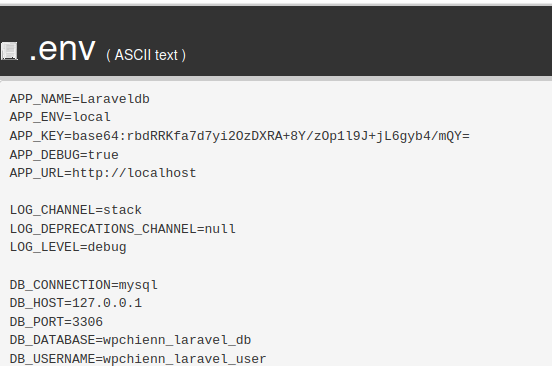 .env ( ASCII text )
APP_NAME=Laraveldb
APP_ENV=local
APP_KEY=base64:rbdRRKfa7d7yi2OzDXRA+8Y/zOp1l9J+jL6gyb4/mQY=
APP_DEBUG=true
APP_URL=http://localhost
LOG_CHANNEL=stack
LOG_DEPRECATIONS_CHANNEL=null
LOG_LEVEL=debug
DB_CONNECTION=mysql
DB_HOST=127.0.0.1
DB_PORT=3306
DB_DATABASE=wpchienn_laravel_db
DB_USERNAME=wpchienn_laravel_user